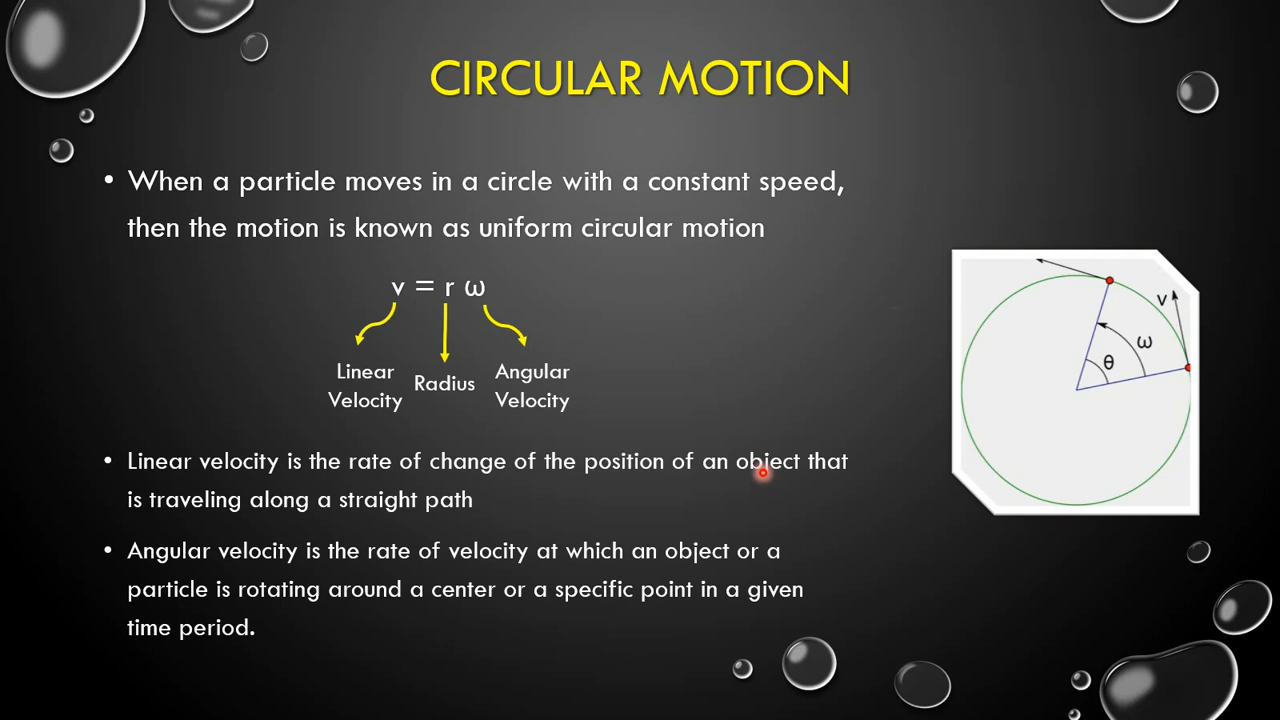 CIRCULAR MOTION
• When a particle moves in a circle with a constant speed,
then the motion is known as uniform circular motion
v = r ω
Linear
Velocity
Radius
Angular
Velocity
v
ω
θ
• Linear velocity is the rate of change of the position of an object that
is traveling along a straight path
• Angular velocity is the rate of velocity at which an object or a
particle is rotating around a center or a specific point in a given
time period.